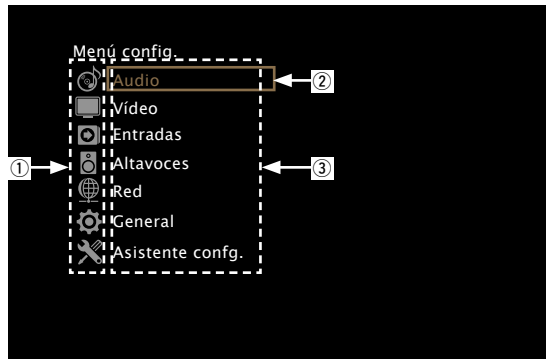 Menú config.
Audio
②
Vídeo
Entradas
① Altavoces ③
Red
General
Asistente confg.